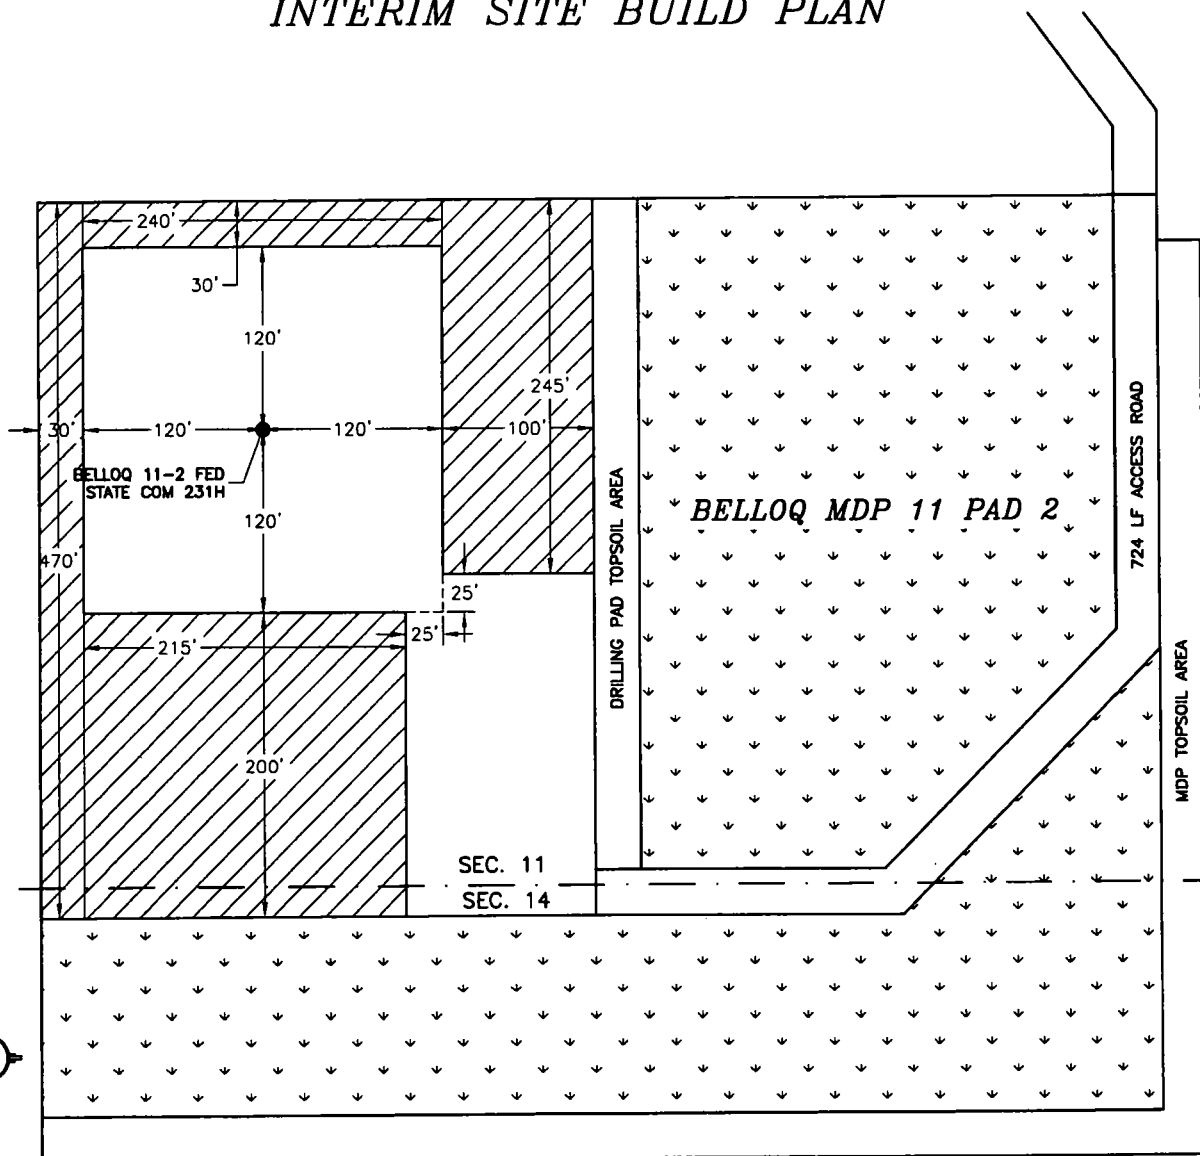 INTERIM SITE BUILD PLAN
240'
30'
120'
245'
30'
120'
120'
100'
BELLOQ 11-2 FED
STATE COM 231H
120'
470'
25'
25'
215'
200'
DRILLING PAD TOPSOIL AREA
BELLOQ MDP 11 PAD 2
724 LF ACCESS ROAD
MDP TOPSOIL AREA
SEC. 11
SEC. 14